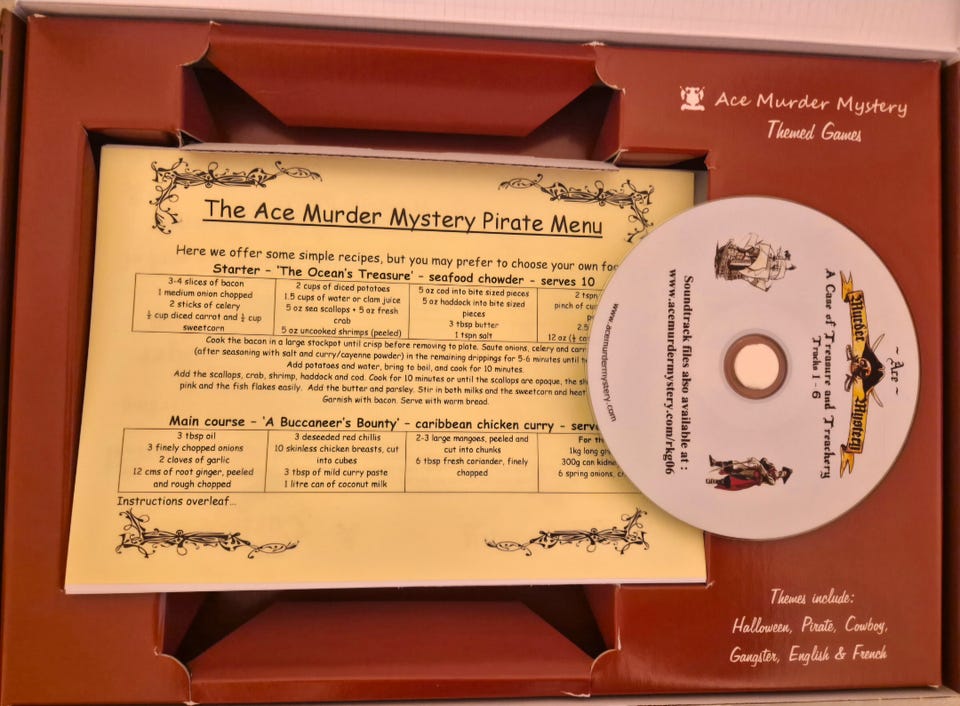 Ace Murder Mystery
Themed Games
The Ace Murder Mystery Pirate Menu
Here we offer some simple recipes, but you may prefer to choose your own
Starter - 'The Ocean's Treasure' - seafood chowder - serves 10
3-4 slices of bacon
1 medium onion chopped
2 sticks of celery
½ cup diced carrot and ½ cup
sweetcorn
2 cups of diced potatoes
1.5 cups of water or clam juice
5 oz sea scallops + 5 oz fresh
crab
5 oz uncooked shrimps (peeled)
5 oz cod into bite sized pieces
5 oz haddock into bite sized
pieces
3 tbsp butter
1 tspn salt
2 tspn
pinch of
2.5
12 oz
Cook the bacon in a large stockpot until crisp before removing to plate. Saute onions, celery and
(after seasoning with salt and curry/cayenne powder) in the remaining drippings for 5-6 minutes until
Add potatoes and water, bring to boil, and cook for 10 minutes.
Add the scallops, crab, shrimp, haddock and cod. Cook for 10 minutes or until the scallops are opaque, the
pink and the fish flakes easily. Add the butter and parsley. Stir in both milks and the sweetcorn and heat
Garnish with bacon. Serve with warm bread.
Main course - 'A Buccaneer's Bounty' - caribbean chicken curry -
3 tbsp oil
3 finely chopped onions
2 cloves of garlic
12 cms of root ginger, peeled
and rough chopped
3 deseeded red chillis
10 skinless chicken breasts, cut
into cubes
3 tbsp of mild curry paste
1 litre can of coconut milk
2-3 large mangoes, peeled and
cut into chunks
6 tbsp fresh coriander, finely
chopped
For
1kg long
300g can
6 spring onions,
Instructions overleaf...
~ Ace ~
Murder Mystery
A Case of Treasure and Treachery
Tracks 1 - 6
Soundtrack files also available at :
www.acemurdermystery.com/rkg06
www.acemurdermystery.com
Themes include:
Halloween, Pirate, Cowboy,
Gangster, English & French